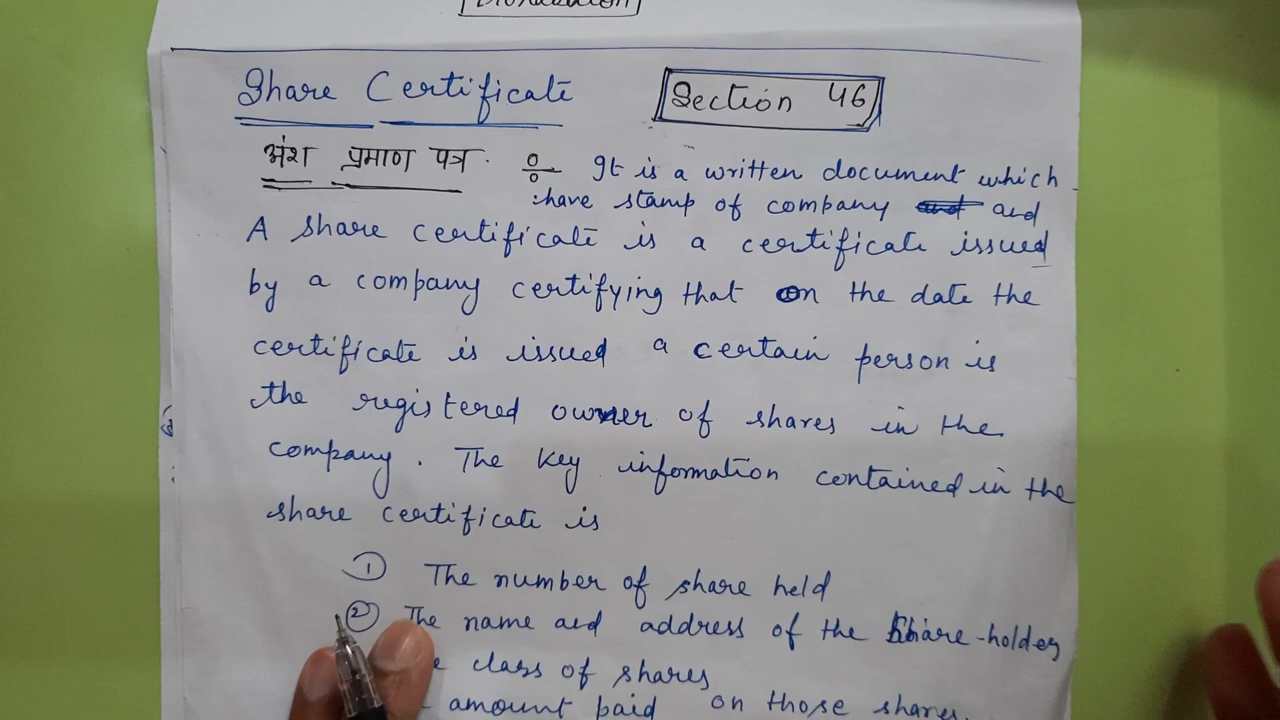 Share Certificate Section 46
अंश प्रमाण पत्र. ÷ It is a written document which
have stamp of company and and
A share certificate is a certificate issued
by a company certifying that on the date the
certificate is issued a certain person is
the registered owner of shares in the
company. The key information contained in the
share certificate is
① The number of share held
② The name and address of the share-holder
class of shares
amount paid on those shares.